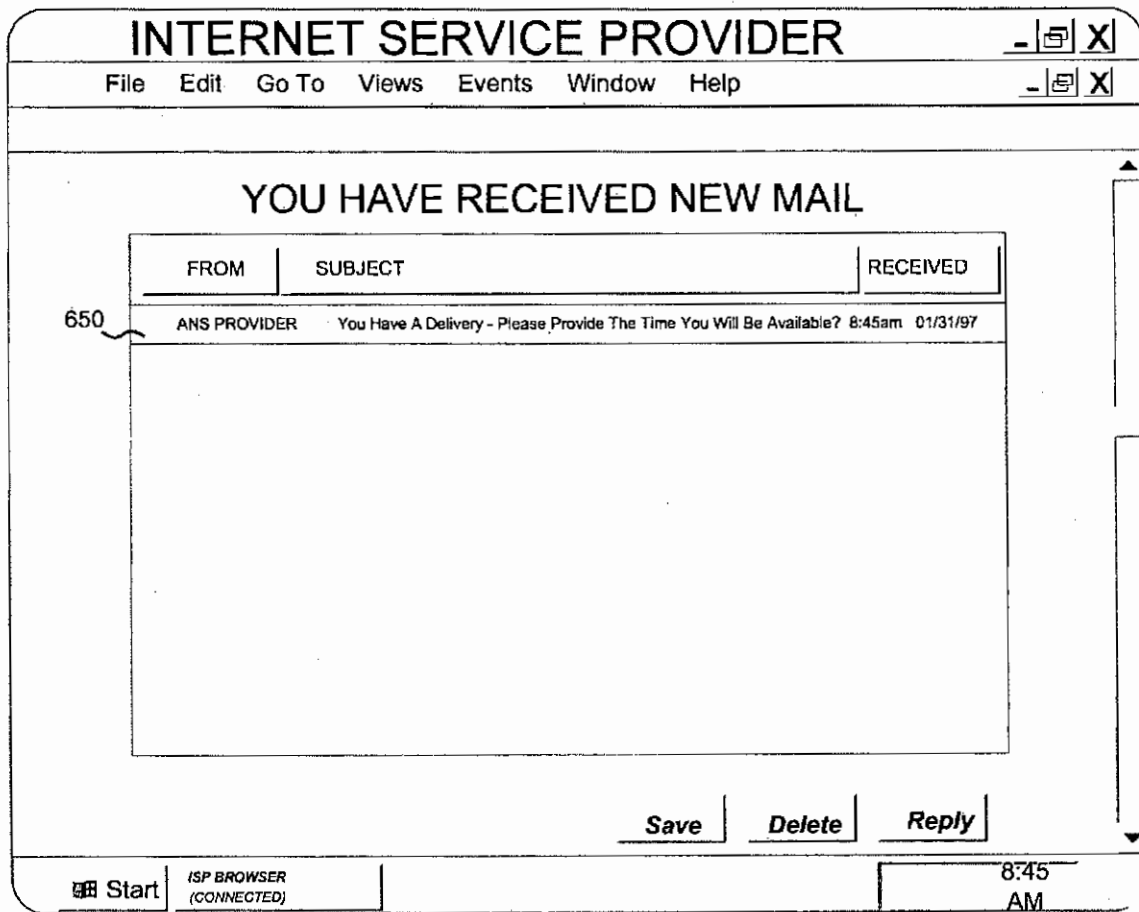 INTERNET SERVICE PROVIDER - X
File Edit Go To Views Events Window Help - X
YOU HAVE RECEIVED NEW MAIL
FROM SUBJECT RECEIVED
650 ANS PROVIDER You Have A Delivery - Please Provide The Time You Will Be Available? 8:45am 01/31/97
Save Delete Reply
Start ISP BROWSER 8:45
(CONNECTED) AM